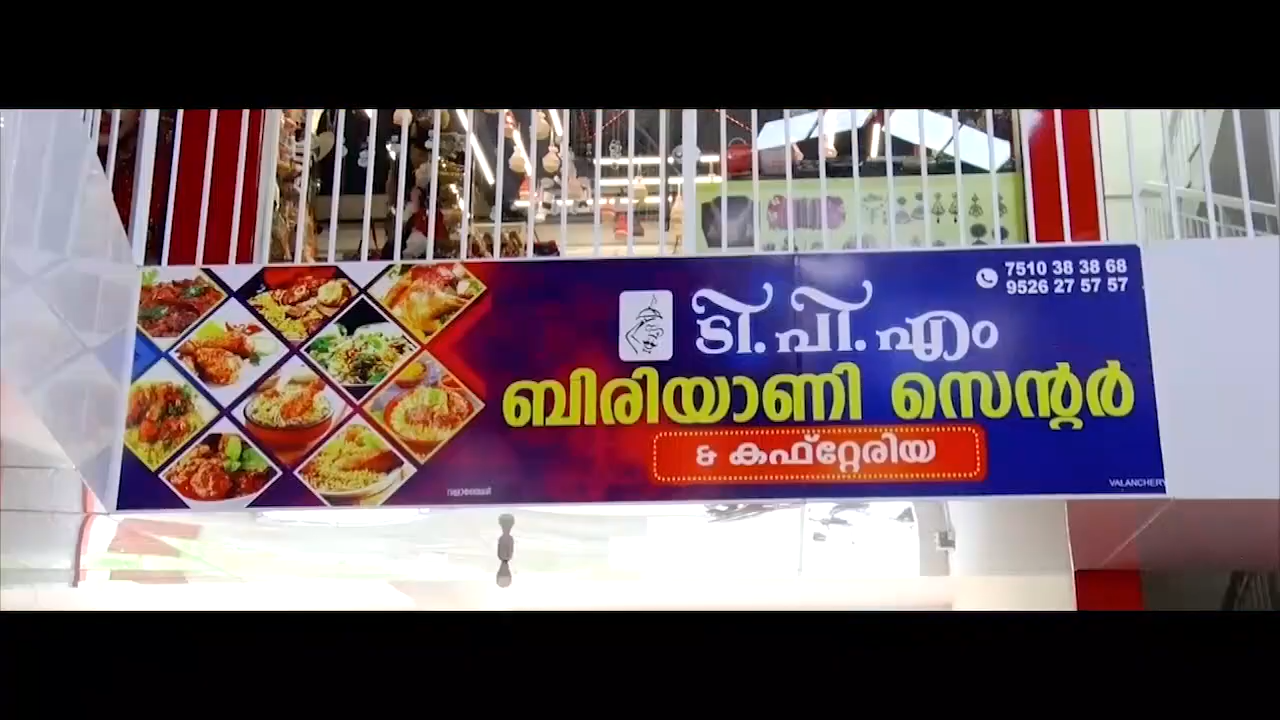 7510 38 38 68
9526 27 57 57
ടി.പി.എം
ബിരിയാണി സെന്റർ
& കഫ്റ്റേരിയ
VALANCHERY